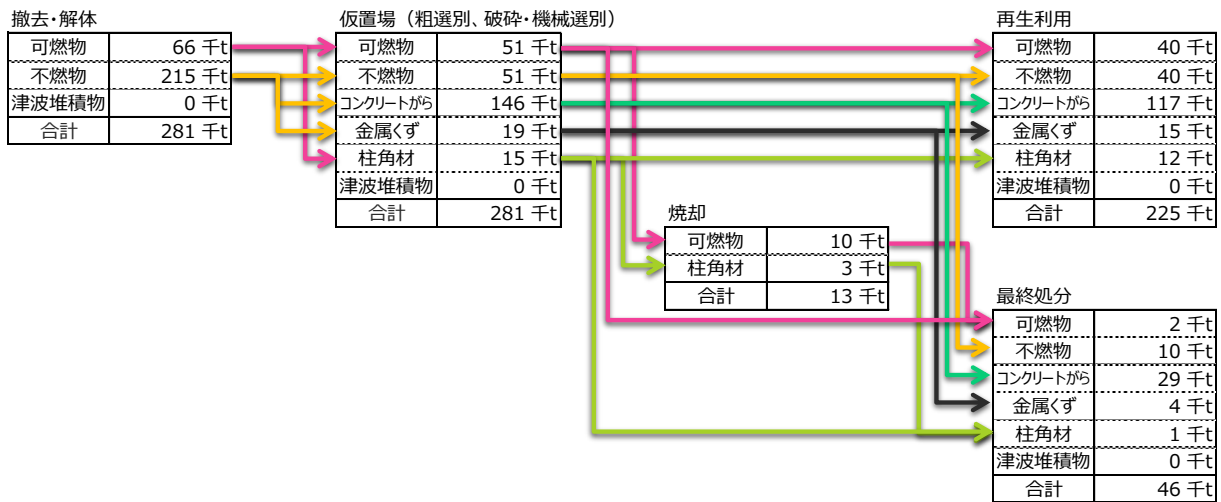 撤去・解体
可燃物 66 千t
不燃物 215 千t
津波堆積物 0 千t
合計 281 千t
仮置場（粗選別、破砕・機械選別）
可燃物 51 千t
不燃物 51 千t
コンクリートがら 146 千t
金属くず 19 千t
柱角材 15 千t
津波堆積物 0 千t
合計 281 千t
焼却
可燃物 10 千t
柱角材 3 千t
合計 13 千t
再生利用
可燃物 40 千t
不燃物 40 千t
コンクリートがら 117 千t
金属くず 15 千t
柱角材 12 千t
津波堆積物 0 千t
合計 225 千t
最終処分
可燃物 2 千t
不燃物 10 千t
コンクリートがら 29 千t
金属くず 4 千t
柱角材 1 千t
津波堆積物 0 千t
合計 46 千t